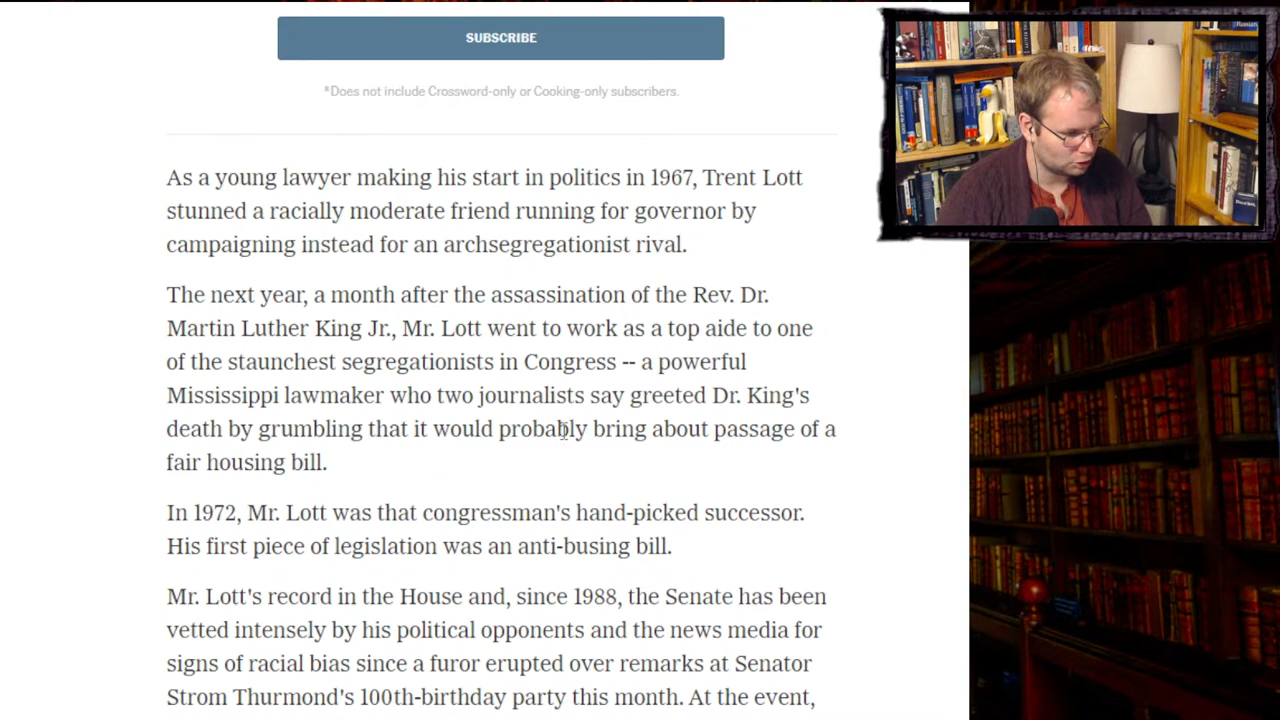 SUBSCRIBE
*Does not include Crossword-only or Cooking-only subscribers.
As a young lawyer making his start in politics in 1967, Trent Lott
stunned a racially moderate friend running for governor by
campaigning instead for an archsegregationist rival.
The next year, a month after the assassination of the Rev. Dr.
Martin Luther King Jr., Mr. Lott went to work as a top aide to one
of the staunchest segregationists in Congress -- a powerful
Mississippi lawmaker who two journalists say greeted Dr. King's
death by grumbling that it would probably bring about passage of a
fair housing bill.
In 1972, Mr. Lott was that congressman's hand-picked successor.
His first piece of legislation was an anti-busing bill.
Mr. Lott's record in the House and, since 1988, the Senate has been
vetted intensely by his political opponents and the news media for
signs of racial bias since a furor erupted over remarks at Senator
Strom Thurmond's 100th-birthday party this month. At the event,